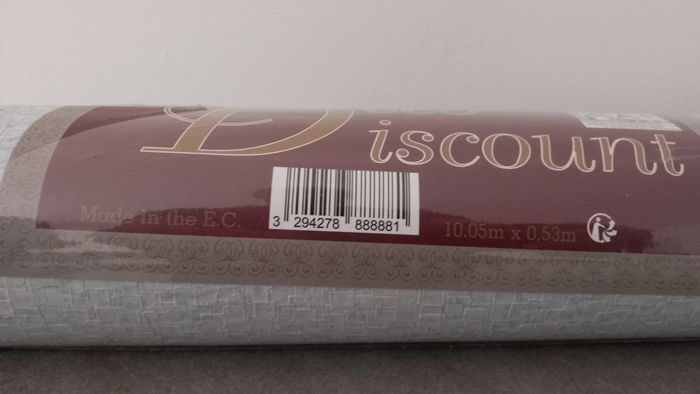 Discount
Made in the E.C.
3 294278 888881
10.05m x 0,53m